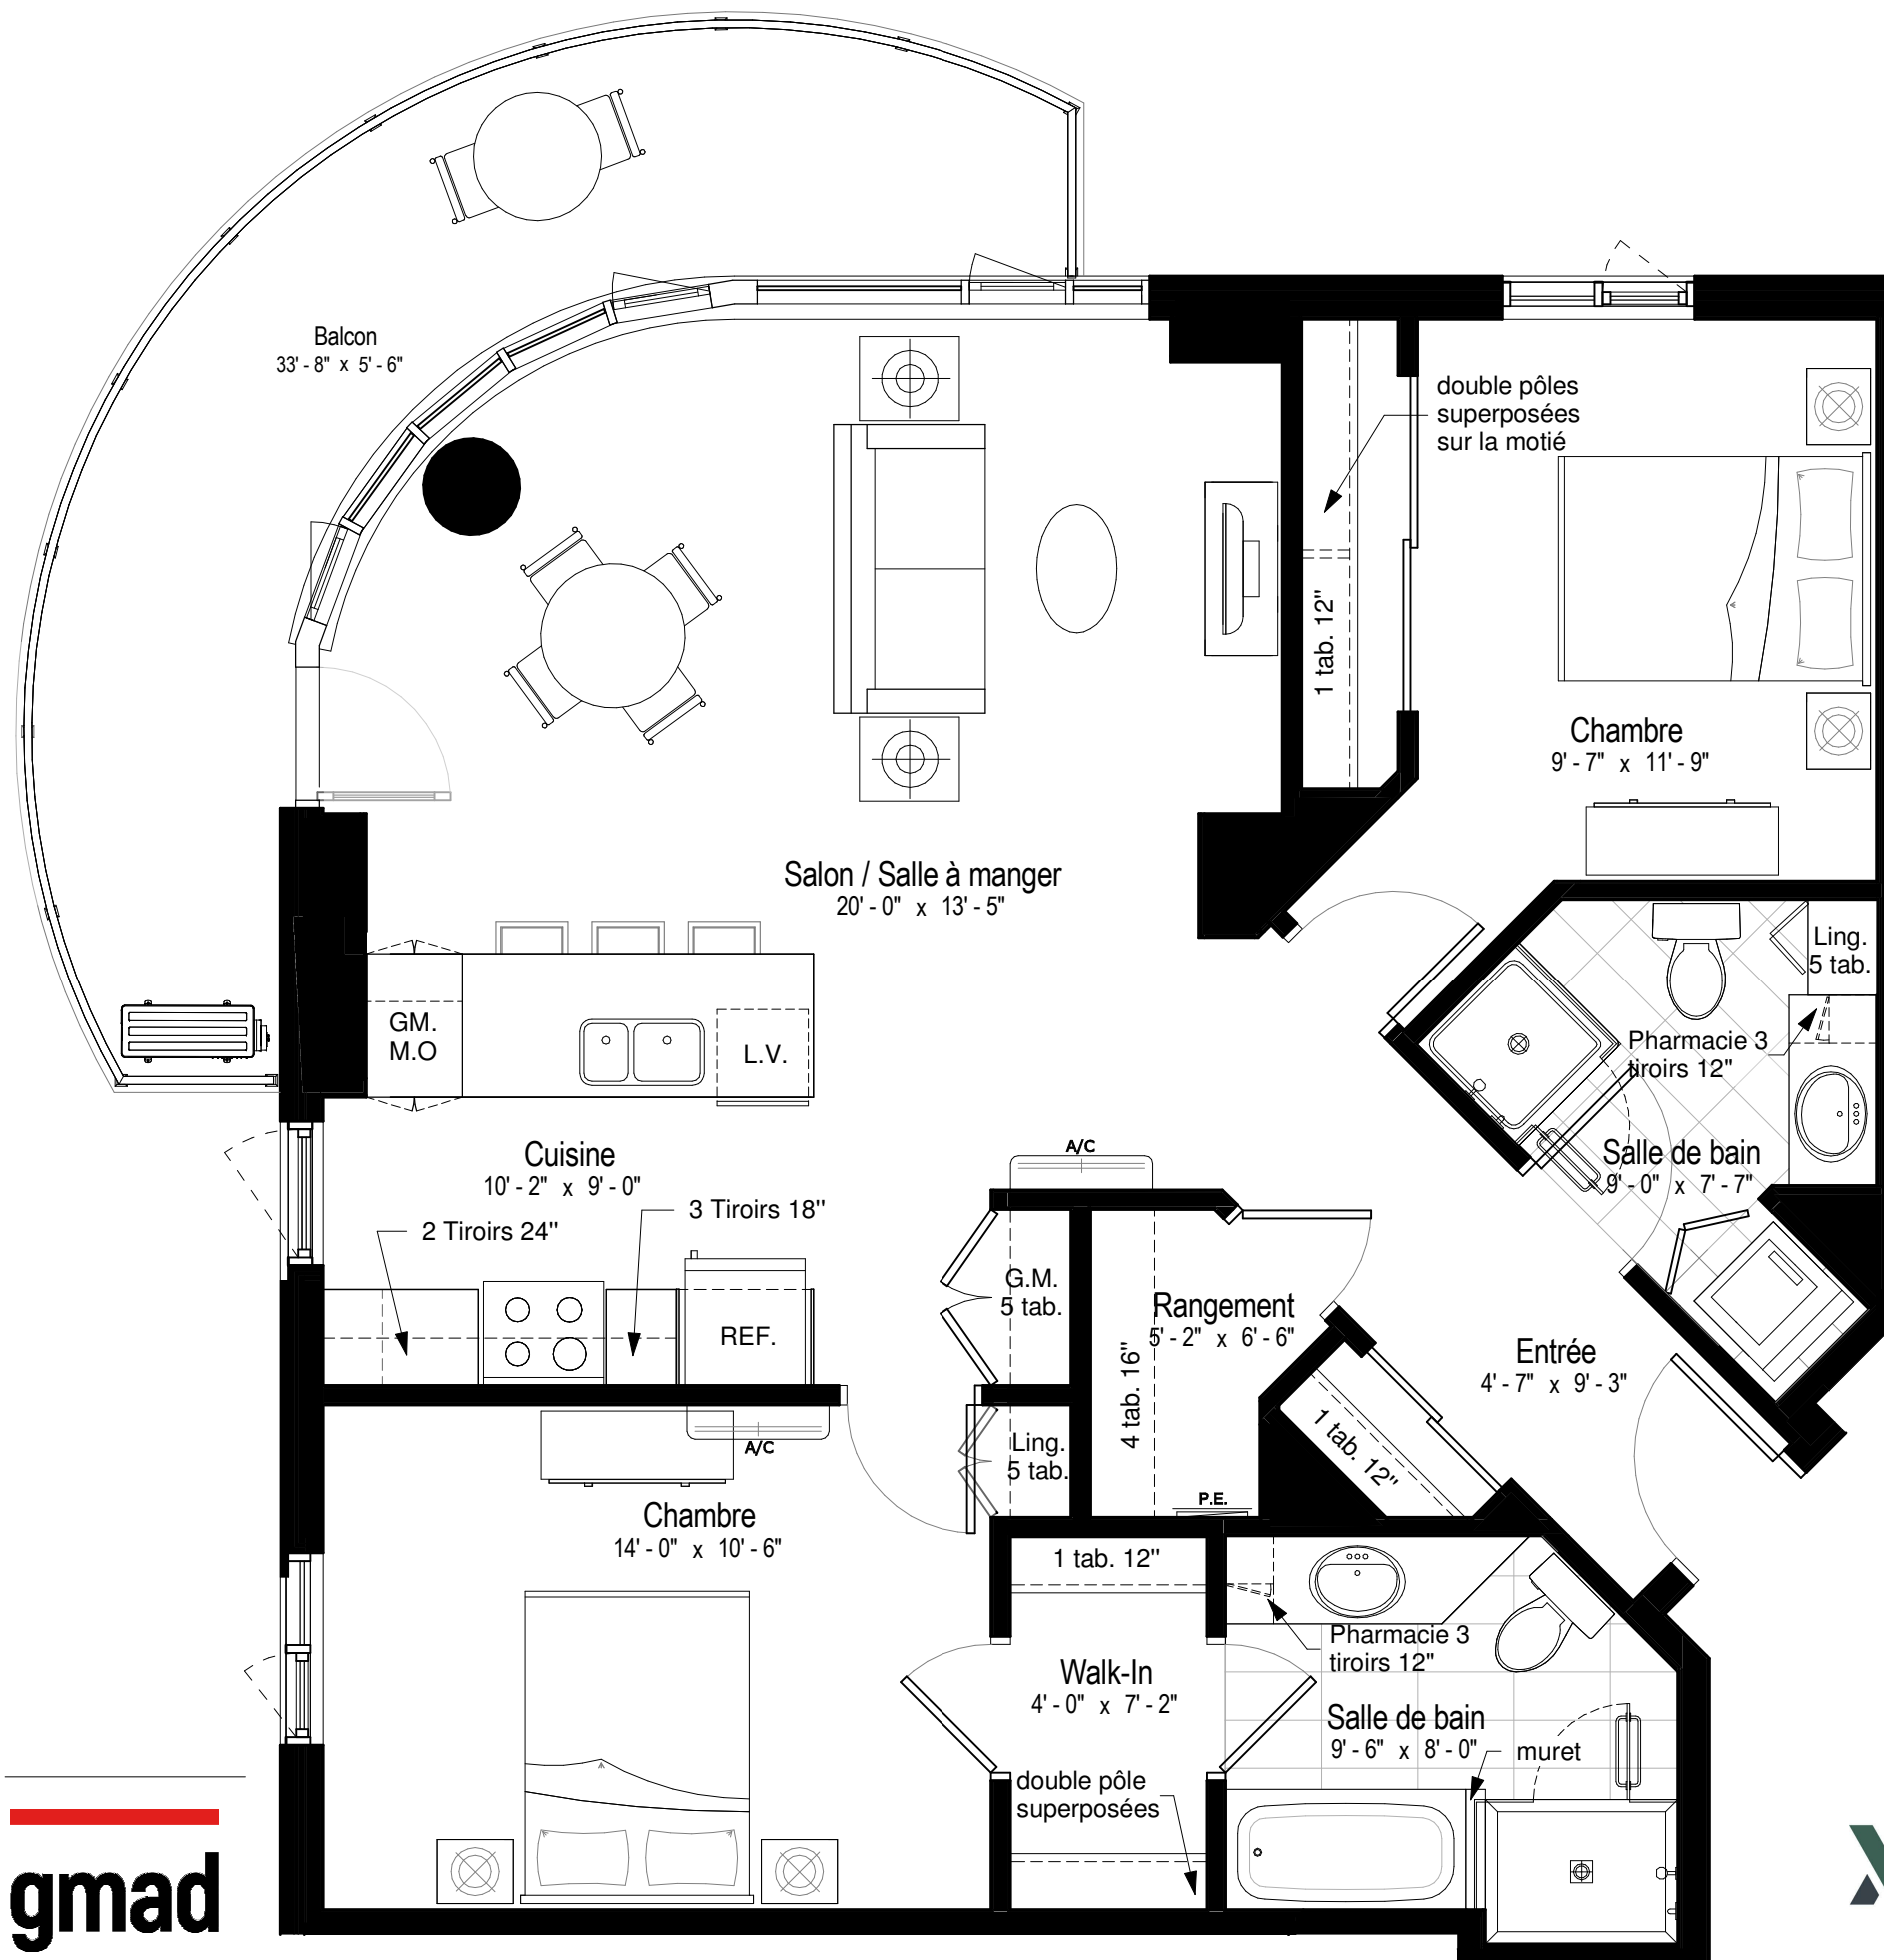 Balcon
33' - 8" x 5' - 6"
double pôles
superposées
sur la motié
1 tab. 12"
Chambre
9' - 7" x 11' - 9"
Salon / Salle à manger
20' - 0" x 13' - 5"
Ling.
5 tab.
GM.
M.O
L.V.
Pharmacie 3
tiroirs 12"
Cuisine
10' - 2" x 9' - 0"
A/C
Salle de bain
9' - 0" x 7' - 7"
2 Tiroirs 24"
3 Tiroirs 18"
G.M.
5 tab.
Rangement
5' - 2" x 6' - 6"
REF.
4 tab. 16"
Entrée
4' - 7" x 9' - 3"
1 tab. 12"
A/C
Ling.
5 tab.
P.E.
Chambre
14' - 0" x 10' - 6"
1 tab. 12"
Pharmacie 3
tiroirs 12"
Walk-In
4' - 0" x 7' - 2"
Salle de bain
9' - 6" x 8' - 0"
muret
double pôle
superposées
gmad